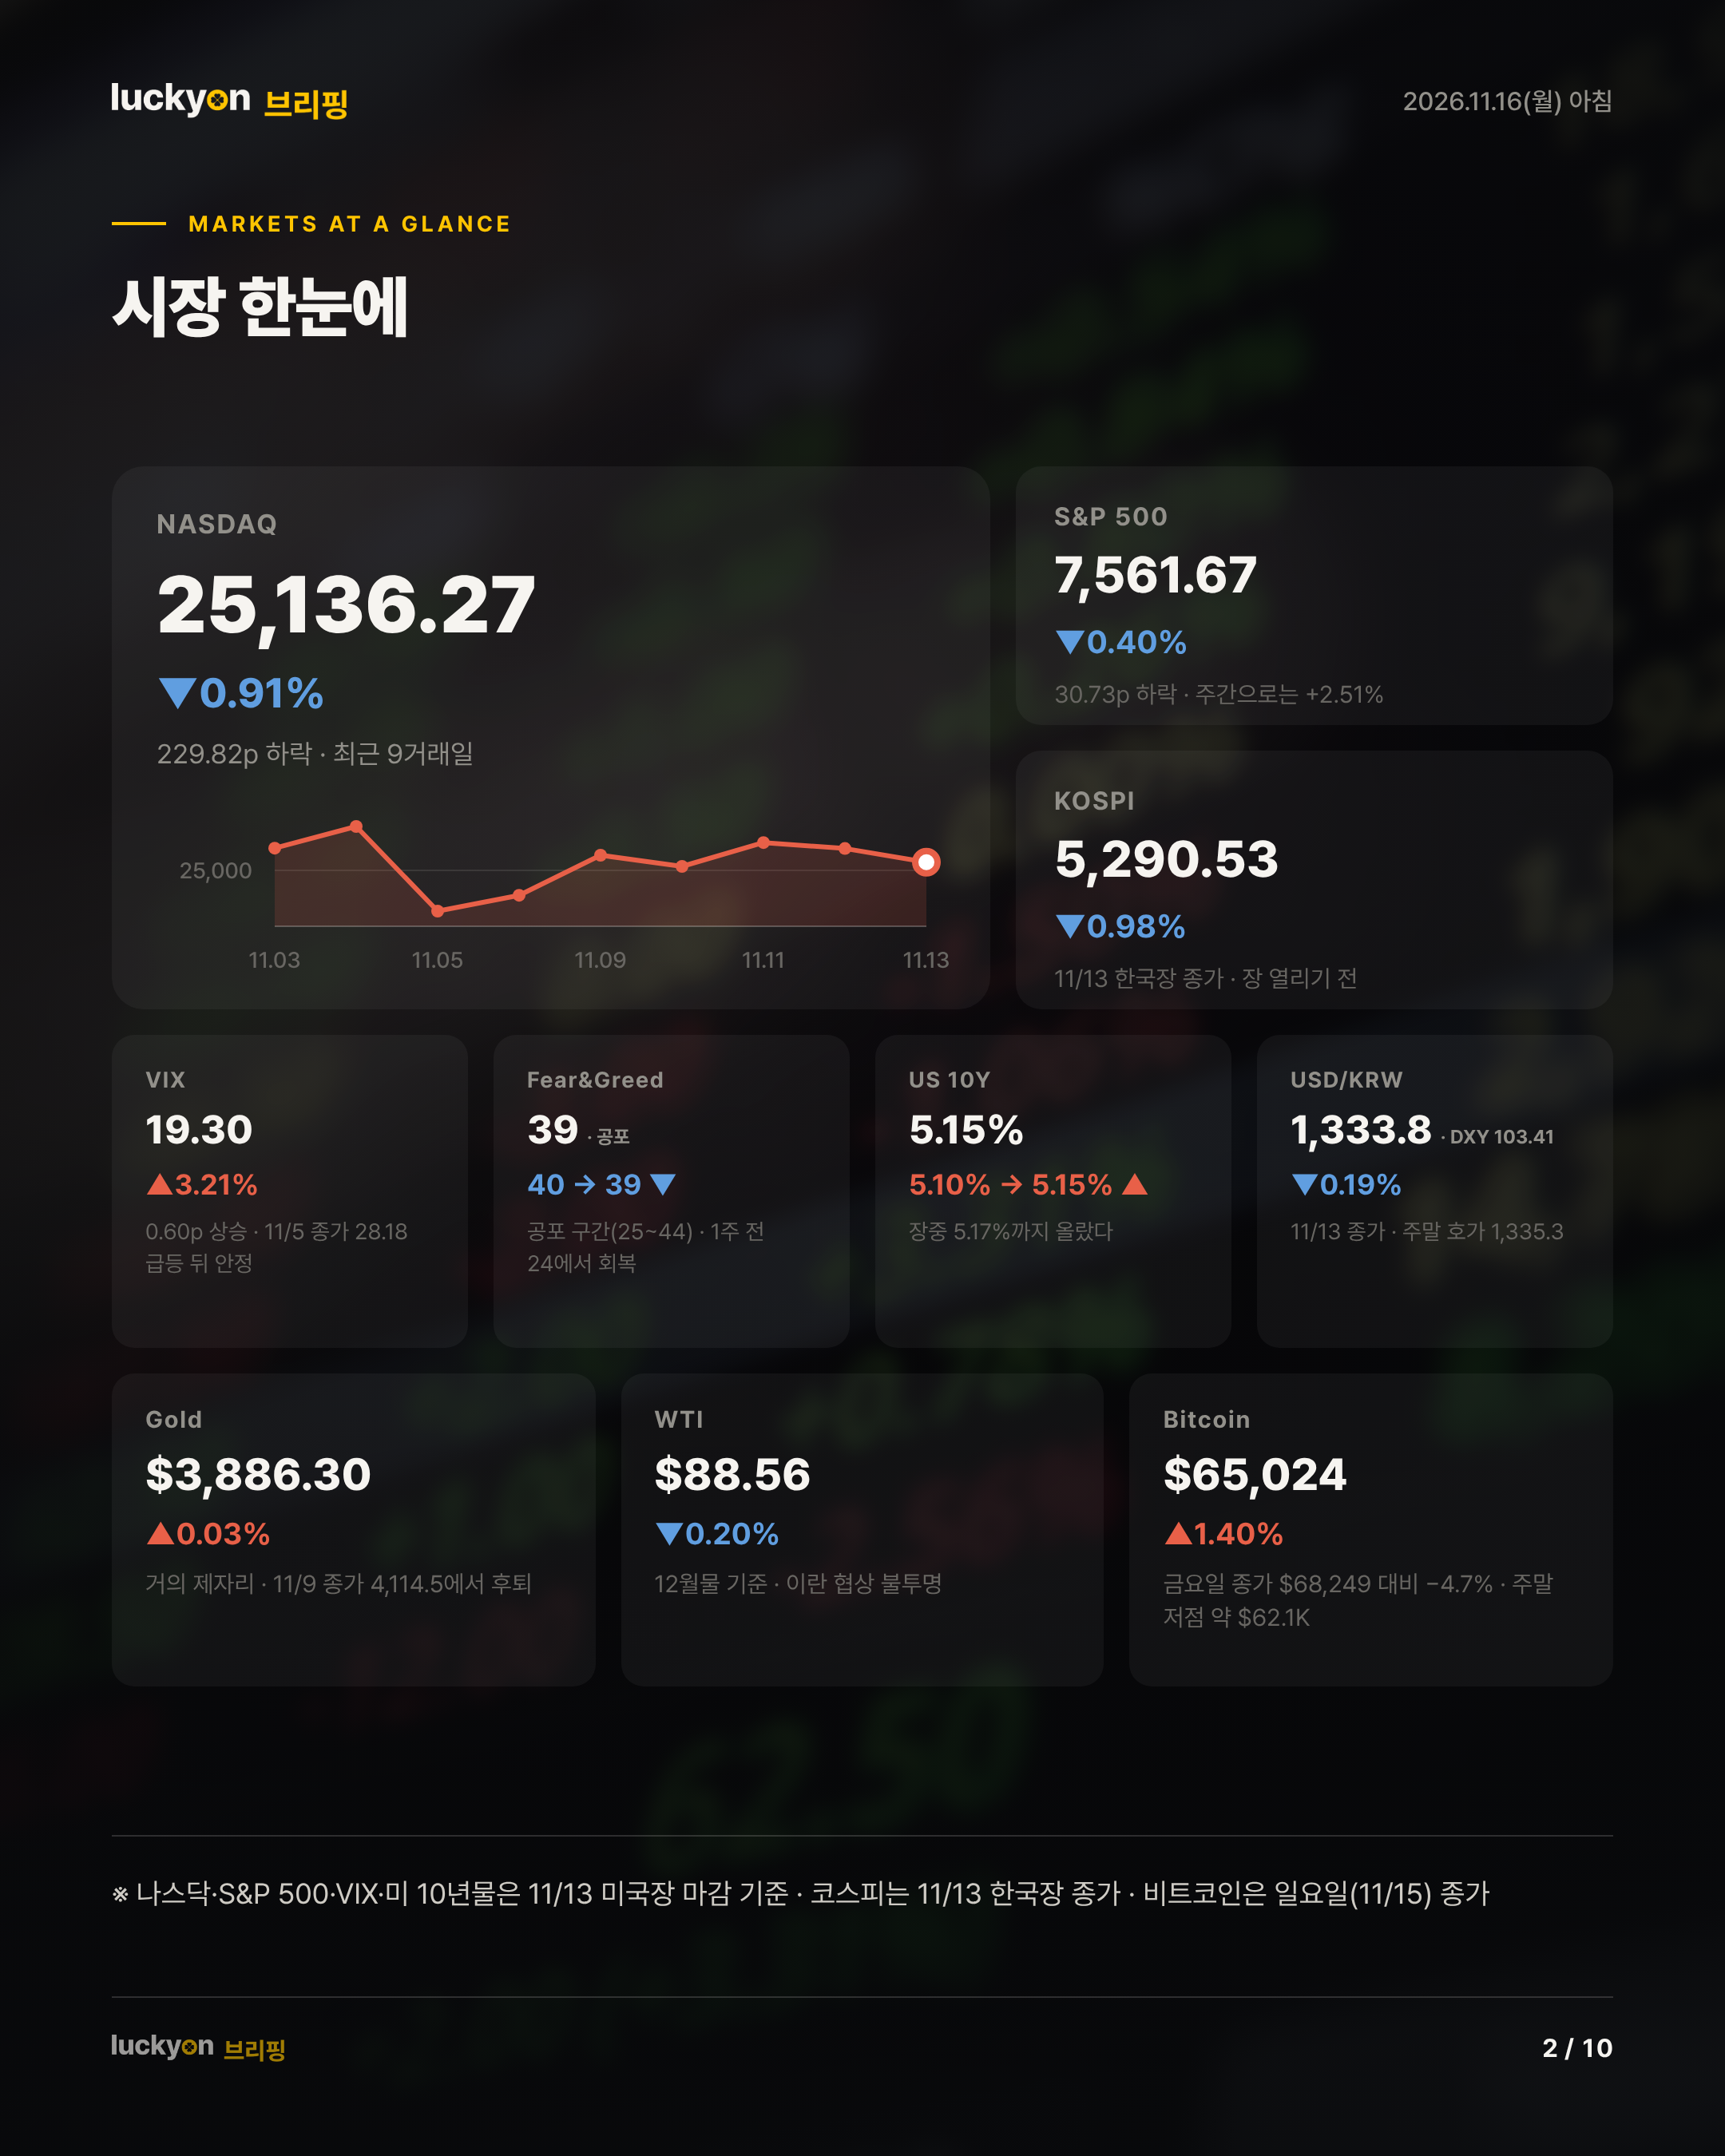 luckyon 브리핑
2026.11.16(월) 아침
MARKETS AT A GLANCE
시장 한눈에
NASDAQ
25,136.27
▼0.91%
229.82p 하락 · 최근 9거래일
25,000
11.03 11.05 11.09 11.11 11.13
S&P 500
7,561.67
▼0.40%
30.73p 하락 · 주간으로는 +2.51%
KOSPI
5,290.53
▼0.98%
11/13 한국장 종가 · 장 열리기 전
VIX
19.30
▲3.21%
0.60p 상승 · 11/5 종가 28.18
급등 뒤 안정
Fear&Greed
39 · 공포
40 → 39 ▼
공포 구간(25~44) · 1주 전
24에서 회복
US 10Y
5.15%
5.10% → 5.15% ▲
장중 5.17%까지 올랐다
USD/KRW
1,333.8 · DXY 103.41
▼0.19%
11/13 종가 · 주말 호가 1,335.3
Gold
$3,886.30
▲0.03%
거의 제자리 · 11/9 종가 4,114.5에서 후퇴
WTI
$88.56
▼0.20%
12월물 기준 · 이란 협상 불투명
Bitcoin
$65,024
▲1.40%
금요일 종가 $68,249 대비 −4.7% · 주말
저점 약 $62.1K
※ 나스닥·S&P 500·VIX·미 10년물은 11/13 미국장 마감 기준 · 코스피는 11/13 한국장 종가 · 비트코인은 일요일(11/15) 종가
luckyon 브리핑
2 / 10